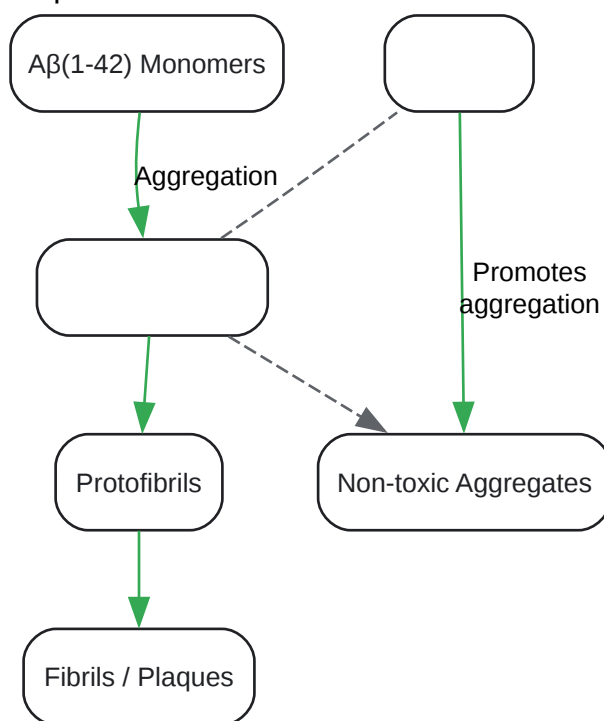 Aβ(1-42) Monomers
Aggregation
Promotes
aggregation
Protofibrils
Non-toxic Aggregates
Fibrils / Plaques